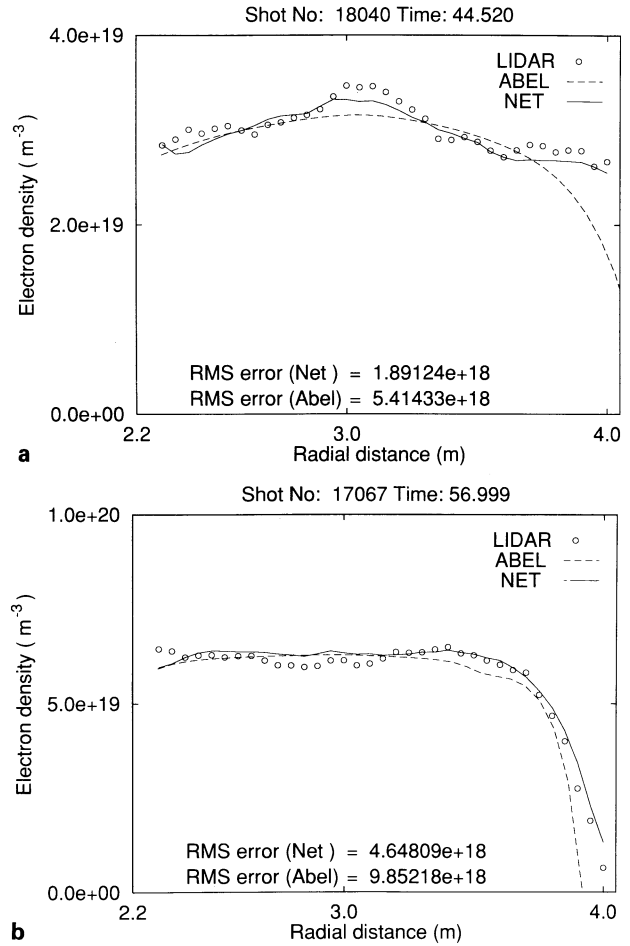 Shot No: 18040 Time: 44.520
4.0e+19
LIDAR
ABEL
NET
Electron density ( m⁻³ )
2.0e+19
RMS error (Net ) = 1.89124e+18
RMS error (Abel) = 5.41433e+18
0.0e+00
2.2 3.0 4.0
a
Radial distance (m)
Shot No: 17067 Time: 56.999
1.0e+20
LIDAR
ABEL
NET
Electron density ( m⁻³ )
5.0e+19
RMS error (Net ) = 4.64809e+18
RMS error (Abel) = 9.85218e+18
0.0e+00
2.2 3.0 4.0
b
Radial distance (m)